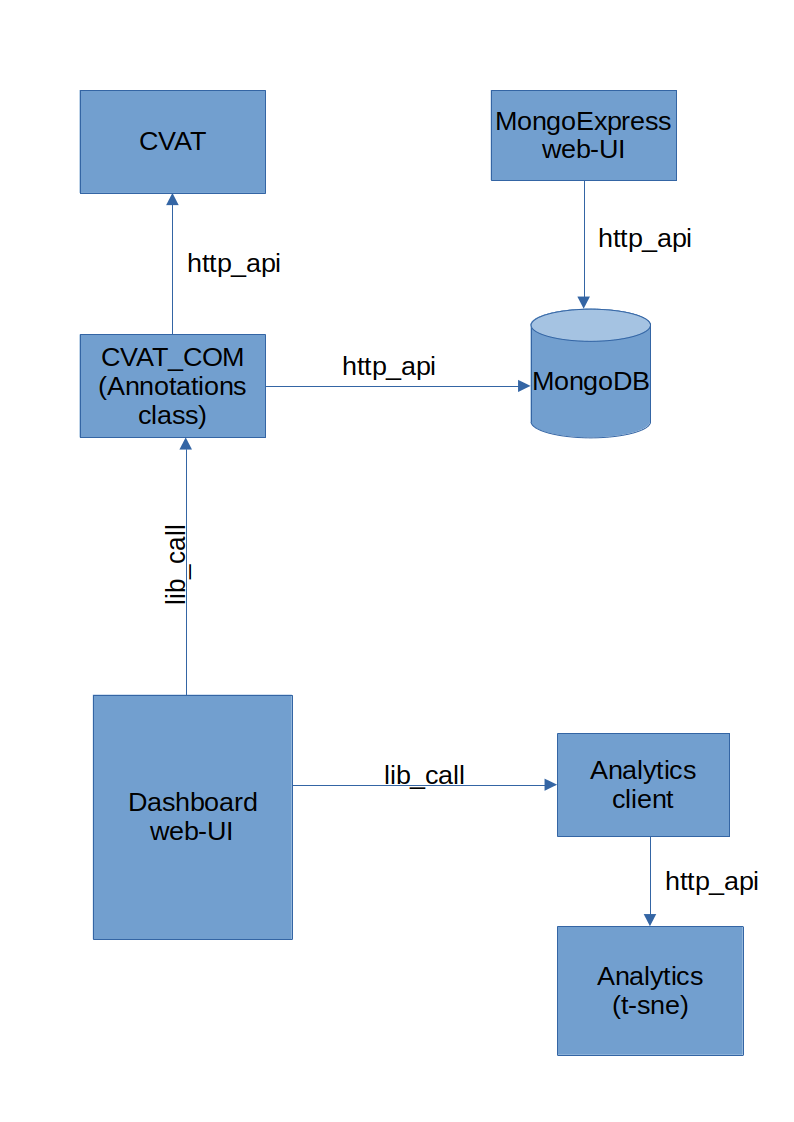 CVAT
MongoExpress
web-UI
http_api
http_api
CVAT_COM
(Annotations
class)
http_api
MongoDB
lib_call
Dashboard
web-UI
lib_call
Analytics
client
http_api
Analytics
(t-sne)